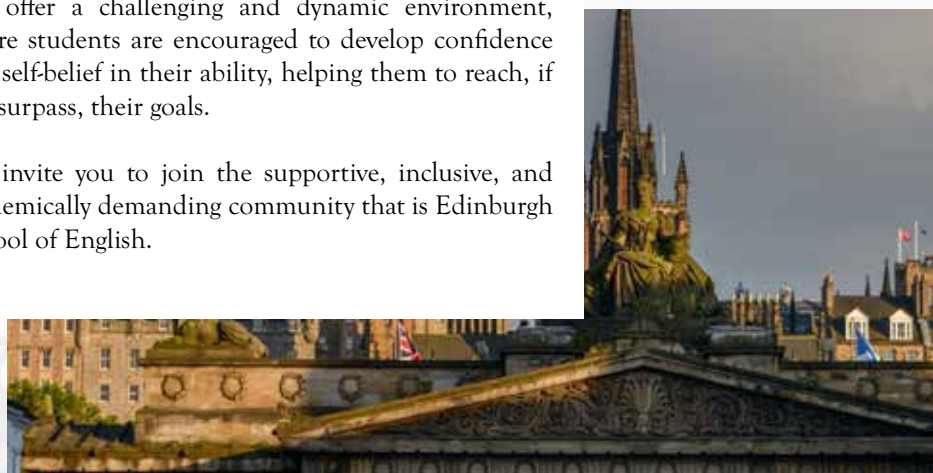 offer a challenging and dynamic environment,
re students are encouraged to develop confidence
self-belief in their ability, helping them to reach, if
surpass, their goals.
invite you to join the supportive, inclusive, and
demically demanding community that is Edinburgh
ool of English.